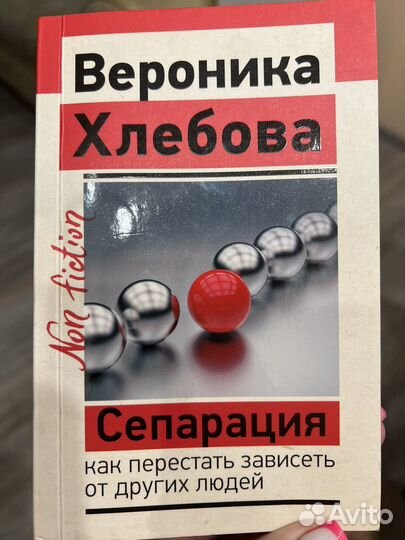 Вероника
Хлебова
Non fiction
Сепарация
как перестать зависеть
от других людей
Avito